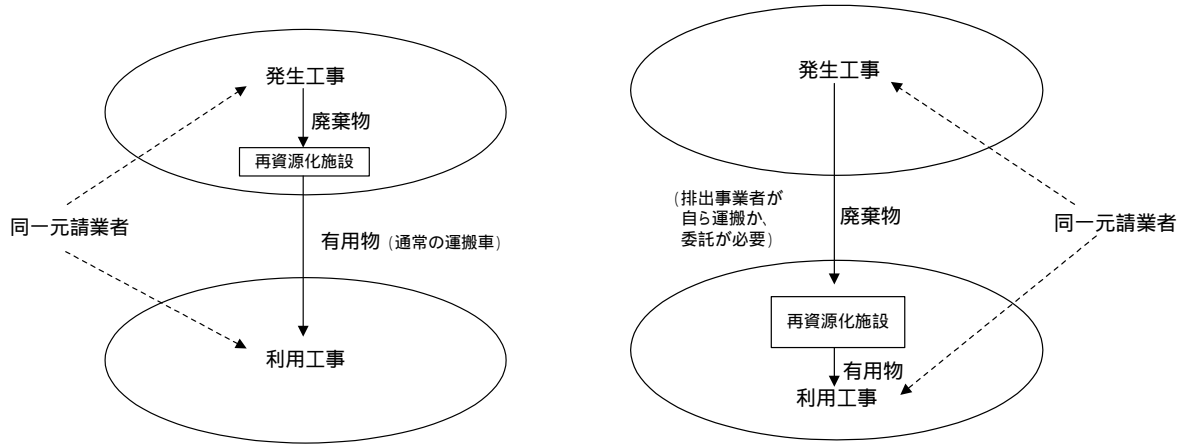 発生工事
廃棄物
再資源化施設
同一元請業者
有用物 (通常の運搬車)
利用工事
発生工事
(排出事業者が
自ら運搬か、
委託が必要)
廃棄物
同一元請業者
再資源化施設
有用物
利用工事